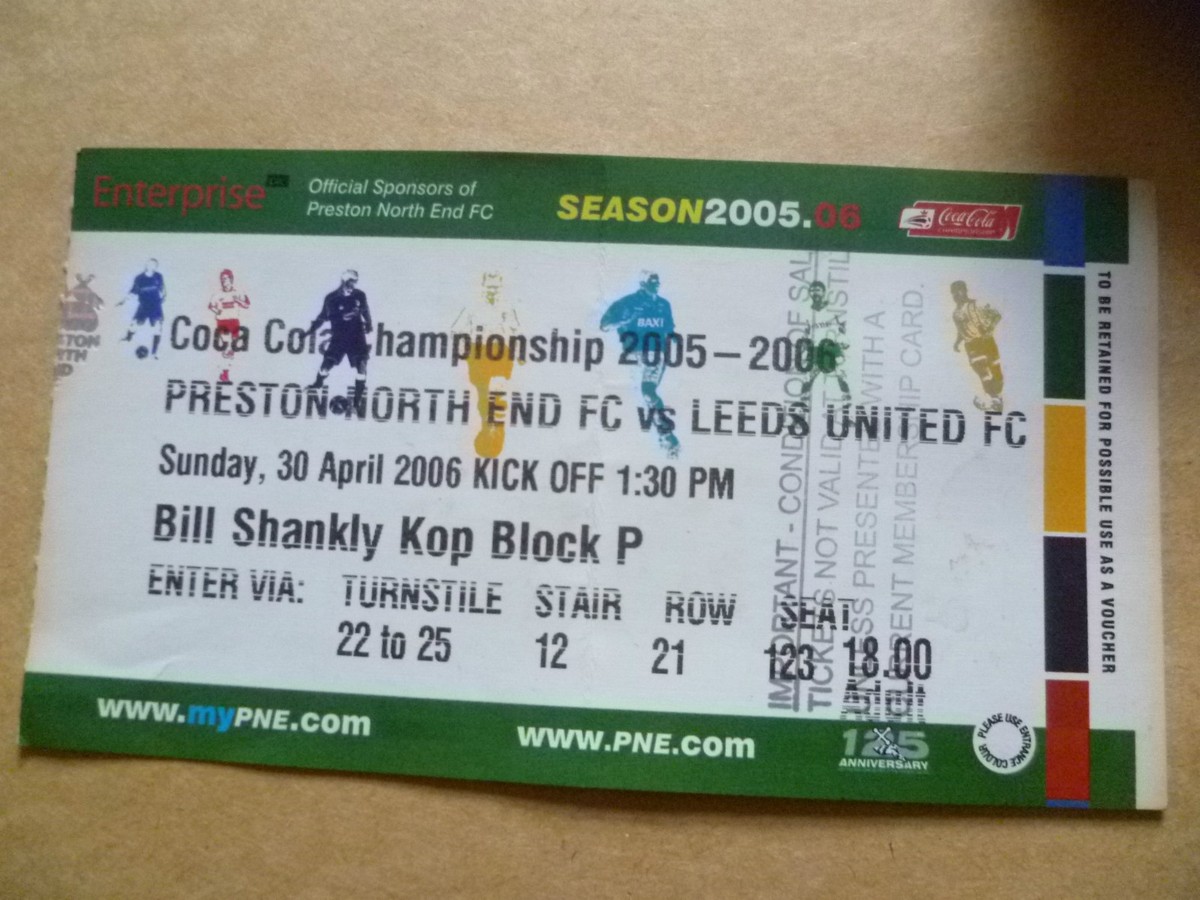 Enterprise
Official Sponsors of
Preston North End FC
SEASON2005.06
Coca-Cola
BAXI
Coca Cola Championship 2005-2006
PRESTON NORTH END FC vs LEEDS UNITED FC
Sunday, 30 April 2006 KICK OFF 1:30 PM
Bill Shankly Kop Block P
ENTER VIA: TURNSTILE STAIR ROW SEAT
22 to 25 12 21 123 18.00
IMPORTANT - CONDITION OF SAL
TICKETS NOT VALID AT TURNSTIL
UNLESS PRESENTED WITH A
CURRENT MEMBERSHIP CARD.
TO BE RETAINED FOR POSSIBLE USE AS A VOUCHER
www.myPNE.com
www.PNE.com
125
ANNIVERSARY
PLEASE USE ENTRANCE COLOUR